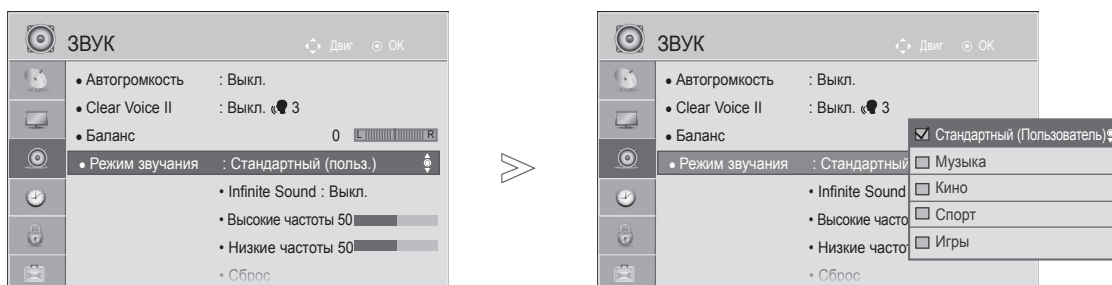 ЗВУК Двиг OK
• Автогромкость : Выкл.
• Clear Voice II : Выкл. 3
• Баланс 0 L R
• Режим звучания : Стандартный (польз.)
• Infinite Sound : Выкл.
• Высокие частоты 50
• Низкие частоты 50
• Сброс
ЗВУК Двиг OK
• Автогромкость : Выкл.
• Clear Voice II : Выкл. 3
• Баланс
• Режим звучания : Стандартный
• Infinite Sound
• Высокие часто
• Низкие часто
• Сброс
Стандартный (Пользователь)
Музыка
Кино
Спорт
Игры